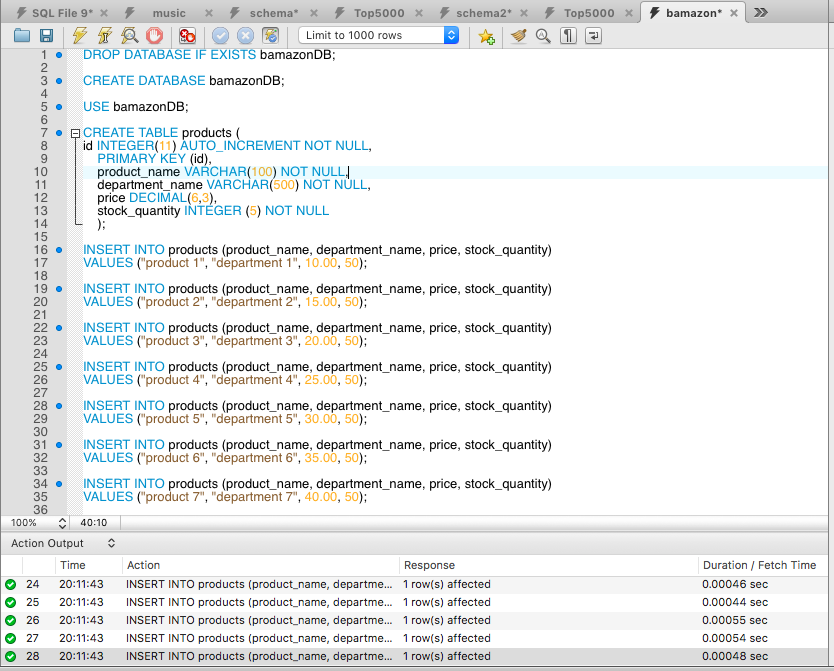 SQL File 9* music schema* Top5000 schema2* Top5000 bamazon*
Limit to 1000 rows
1 DROP DATABASE IF EXISTS bamazonDB;
2
3 CREATE DATABASE bamazonDB;
4
5 USE bamazonDB;
6
7 CREATE TABLE products (
8 id INTEGER(11) AUTO_INCREMENT NOT NULL,
9 PRIMARY KEY (id),
10 product_name VARCHAR(100) NOT NULL,
11 department_name VARCHAR(500) NOT NULL,
12 price DECIMAL(6,3),
13 stock_quantity INTEGER (5) NOT NULL
14 );
15
16 INSERT INTO products (product_name, department_name, price, stock_quantity)
17 VALUES ("product 1", "department 1", 10.00, 50);
18
19 INSERT INTO products (product_name, department_name, price, stock_quantity)
20 VALUES ("product 2", "department 2", 15.00, 50);
21
22 INSERT INTO products (product_name, department_name, price, stock_quantity)
23 VALUES ("product 3", "department 3", 20.00, 50);
24
25 INSERT INTO products (product_name, department_name, price, stock_quantity)
26 VALUES ("product 4", "department 4", 25.00, 50);
27
28 INSERT INTO products (product_name, department_name, price, stock_quantity)
29 VALUES ("product 5", "department 5", 30.00, 50);
30
31 INSERT INTO products (product_name, department_name, price, stock_quantity)
32 VALUES ("product 6", "department 6", 35.00, 50);
33
34 INSERT INTO products (product_name, department_name, price, stock_quantity)
35 VALUES ("product 7", "department 7", 40.00, 50);
36
100% 40:10
Action Output
Time Action Response Duration / Fetch Time
24 20:11:43 INSERT INTO products (product_name, departme... 1 row(s) affected 0.00046 sec
25 20:11:43 INSERT INTO products (product_name, departme... 1 row(s) affected 0.00044 sec
26 20:11:43 INSERT INTO products (product_name, departme... 1 row(s) affected 0.00055 sec
27 20:11:43 INSERT INTO products (product_name, departme... 1 row(s) affected 0.00054 sec
28 20:11:43 INSERT INTO products (product_name, departme... 1 row(s) affected 0.00048 sec